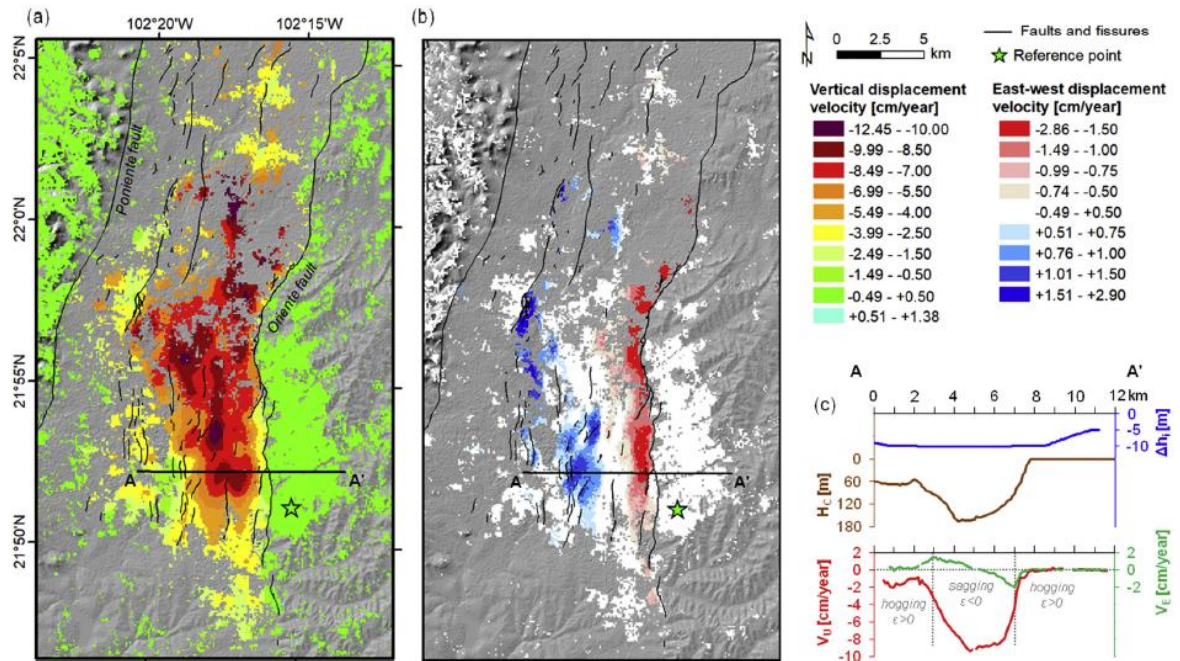 (a)
102°20'W
102°15'W
22°5'N
22°0'N
21°55'N
21°50'N
Poniente fault
Oriente fault
A
A'
(b)
A
A'
N
0 2.5 5
km
Faults and fissures
Reference point
Vertical displacement
velocity [cm/year]
-12.45 - -10.00
-9.99 - -8.50
-8.49 - -7.00
-6.99 - -5.50
-5.49 - -4.00
-3.99 - -2.50
-2.49 - -1.50
-1.49 - -0.50
-0.49 - +0.50
+0.51 - +1.38
East-west displacement
velocity [cm/year]
-2.86 - -1.50
-1.49 - -1.00
-0.99 - -0.75
-0.74 - -0.50
-0.49 - +0.50
+0.51 - +0.75
+0.76 - +1.00
+1.01 - +1.50
+1.51 - +2.90
A
A'
0 2 4 6 8 10 12 km
(c)
0
-10
Δhᵢ[m]
0
60
120
180
H_C [m]
2
0
-2
-4
-6
-8
-10
V_U [cm/year]
2
0
-2
V_E [cm/year]
hogging
ε>0
sagging
ε<0
hogging
ε>0